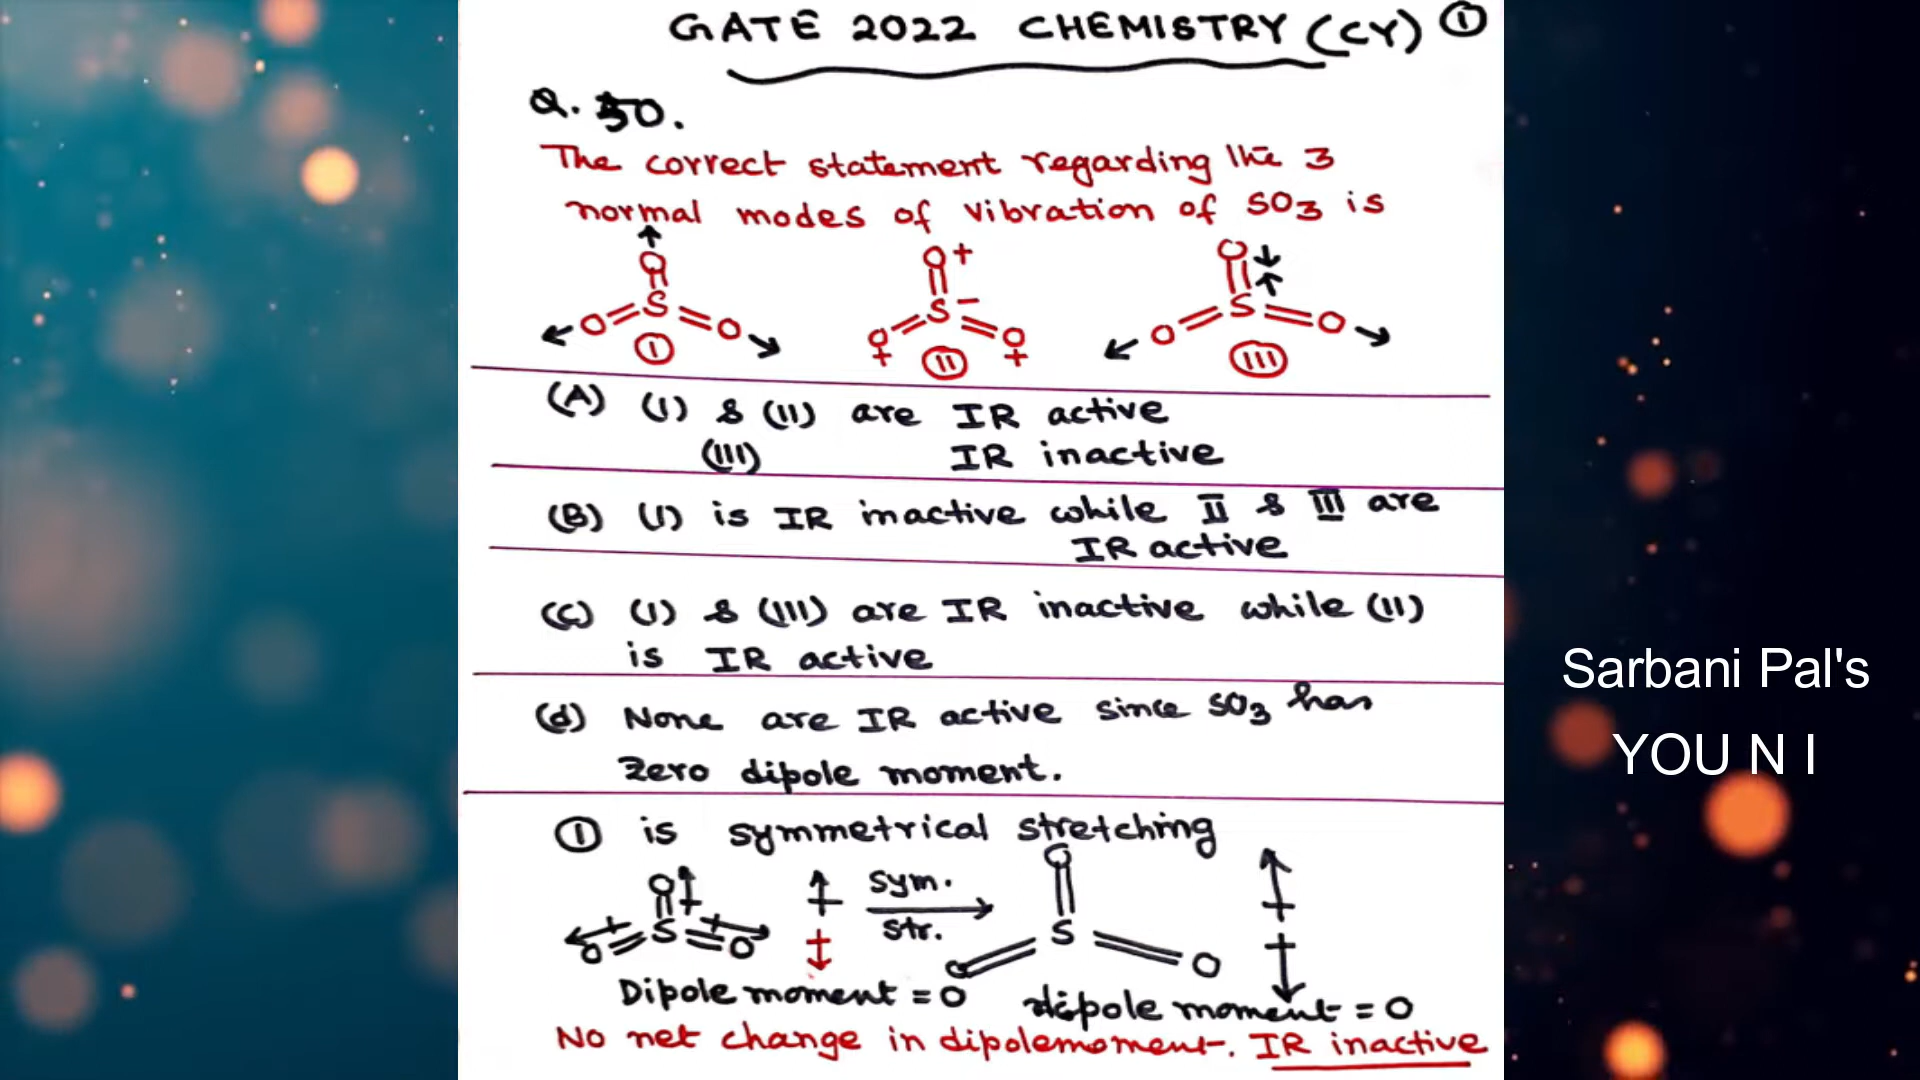 GATE 2022 CHEMISTRY (CY) ①
Q. 50.
The correct statement regarding the 3
normal modes of vibration of SO3 is
O O + O
S S - S
O O O O O O
+ +
I II III
(A) (I) & (II) are IR active
(III) IR inactive
(B) (I) is IR inactive while II & III are
IR active
(C) (I) & (III) are IR inactive while (II)
is IR active
(d) None are IR active since SO3 has
Zero dipole moment.
① is symmetrical stretching
O Sym. O
S str. S
O O O O
Dipole moment = 0 dipole moment = 0
No net change in dipolemoment. IR inactive
Sarbani Pal's
YOU N I